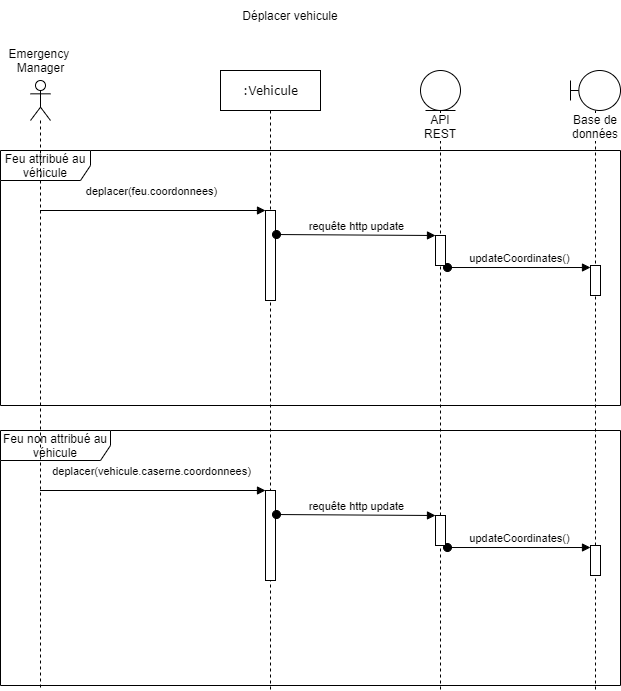 Déplacer vehicule
Emergency
Manager
:Vehicule
API
REST
Base de
données
Feu attribué au
véhicule
deplacer(feu.coordonnees)
requête http update
updateCoordinates()
Feu non attribué au
véhicule
deplacer(vehicule.caserne.coordonnees)
requête http update
updateCoordinates()